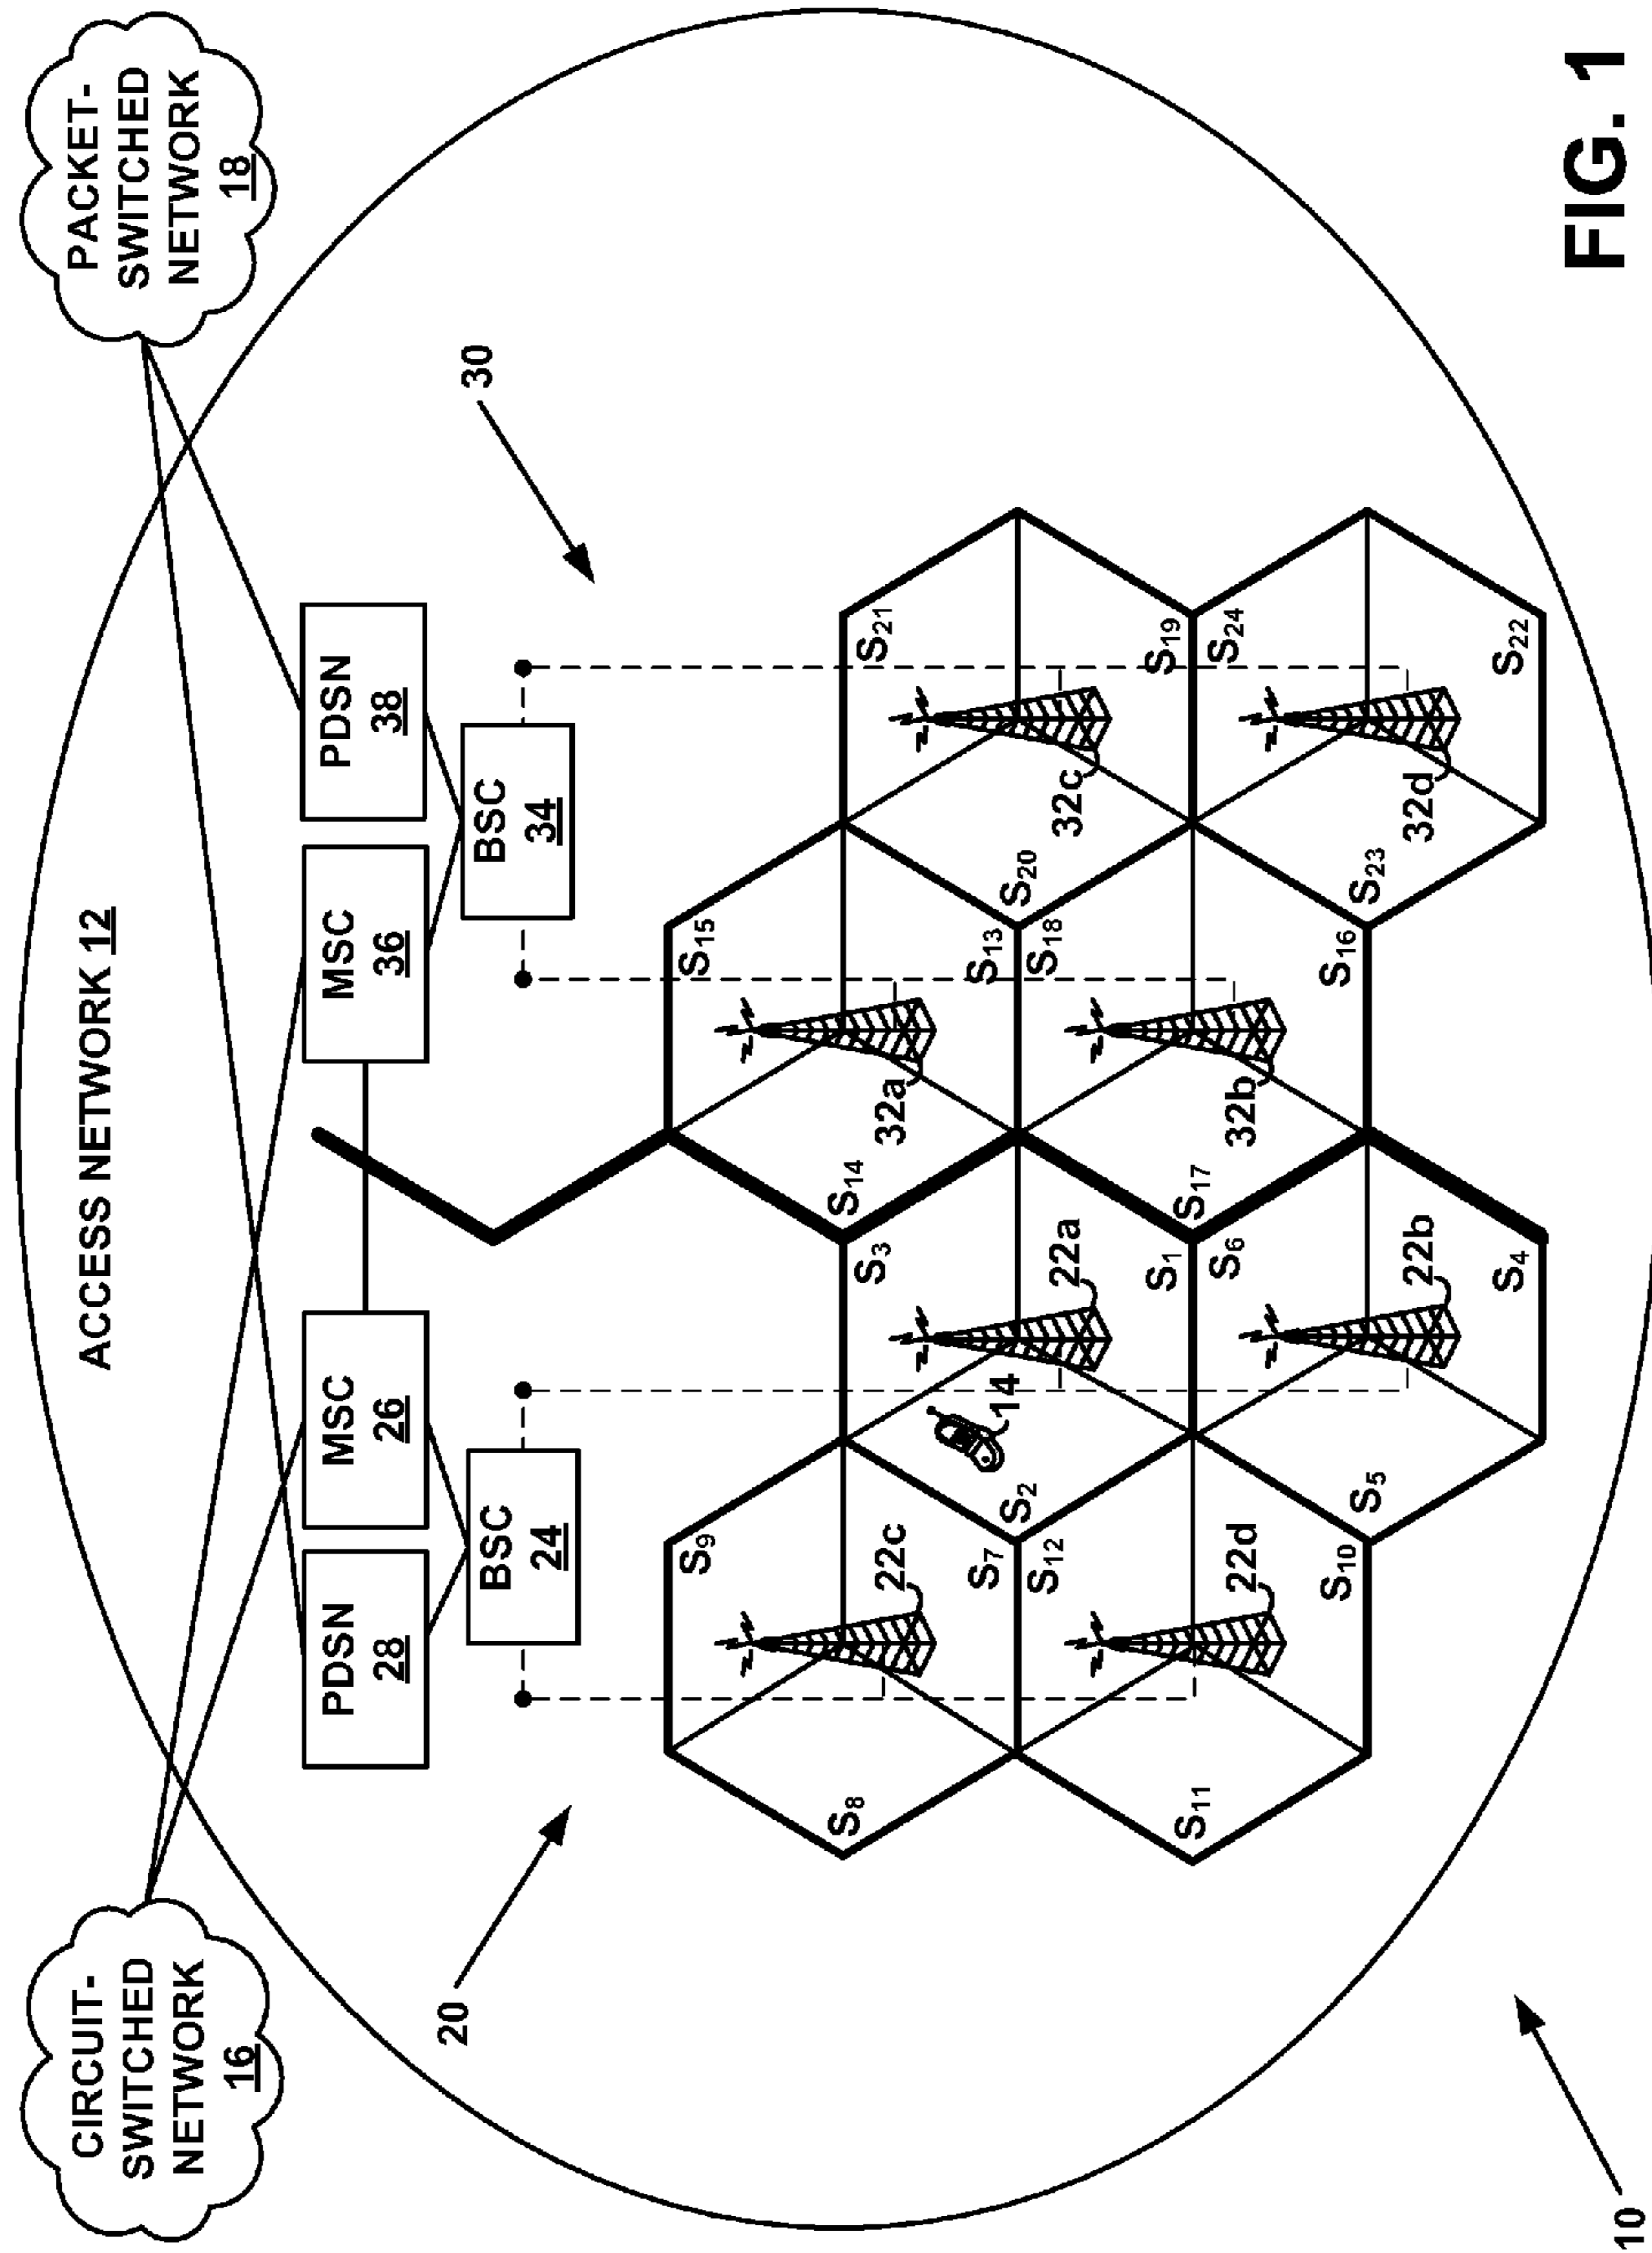 CIRCUIT-
SWITCHED
NETWORK
16
ACCESS NETWORK 12
PACKET-
SWITCHED
NETWORK
18
PDSN
28
MSC
26
MSC
36
PDSN
38
BSC
24
BSC
34
20
30
S9
S15
S8
22c
S7
S3
S14
32a
S13
S21
S12
S2
14
22a
S18
S20
32c
S11
22d
S1
S17
32b
S19
S10
S6
S24
S5
22b
S16
S23
32d
S4
S22
10
FIG. 1